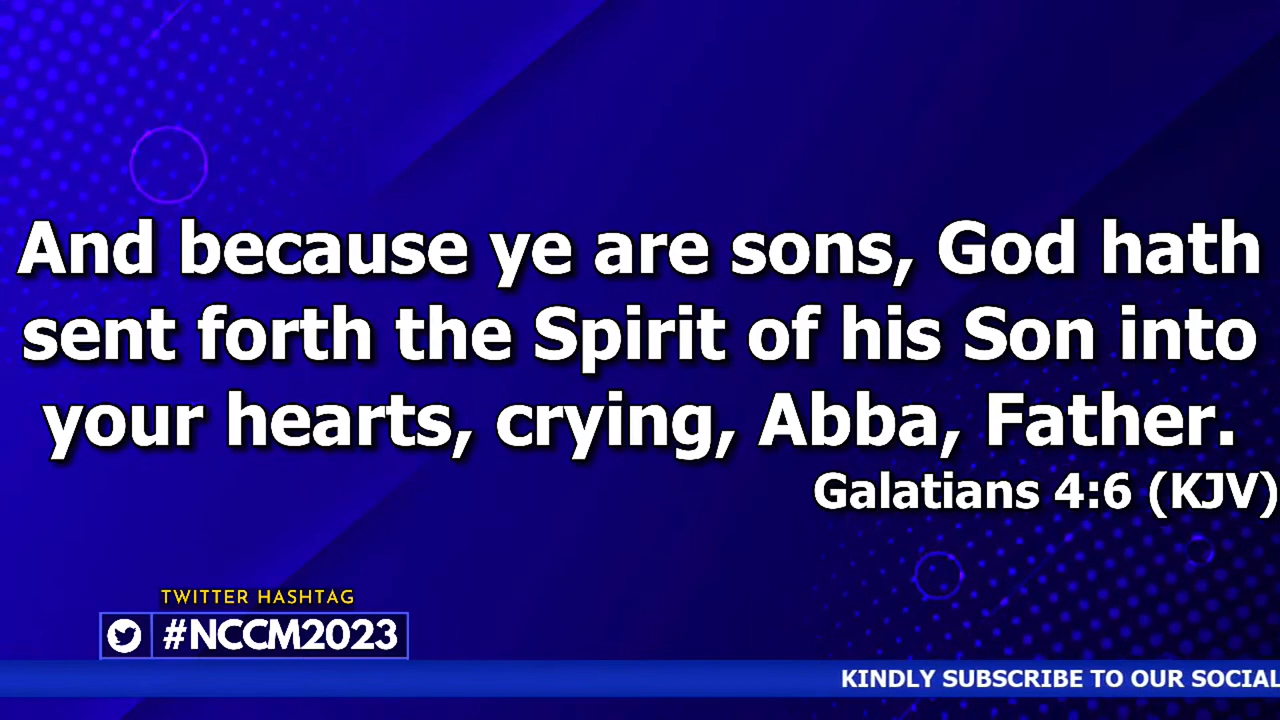 And because ye are sons, God hath
sent forth the Spirit of his Son into
your hearts, crying, Abba, Father.
Galatians 4:6 (KJV)
TWITTER HASHTAG
#NCCM2023
KINDLY SUBSCRIBE TO OUR SOCIAL